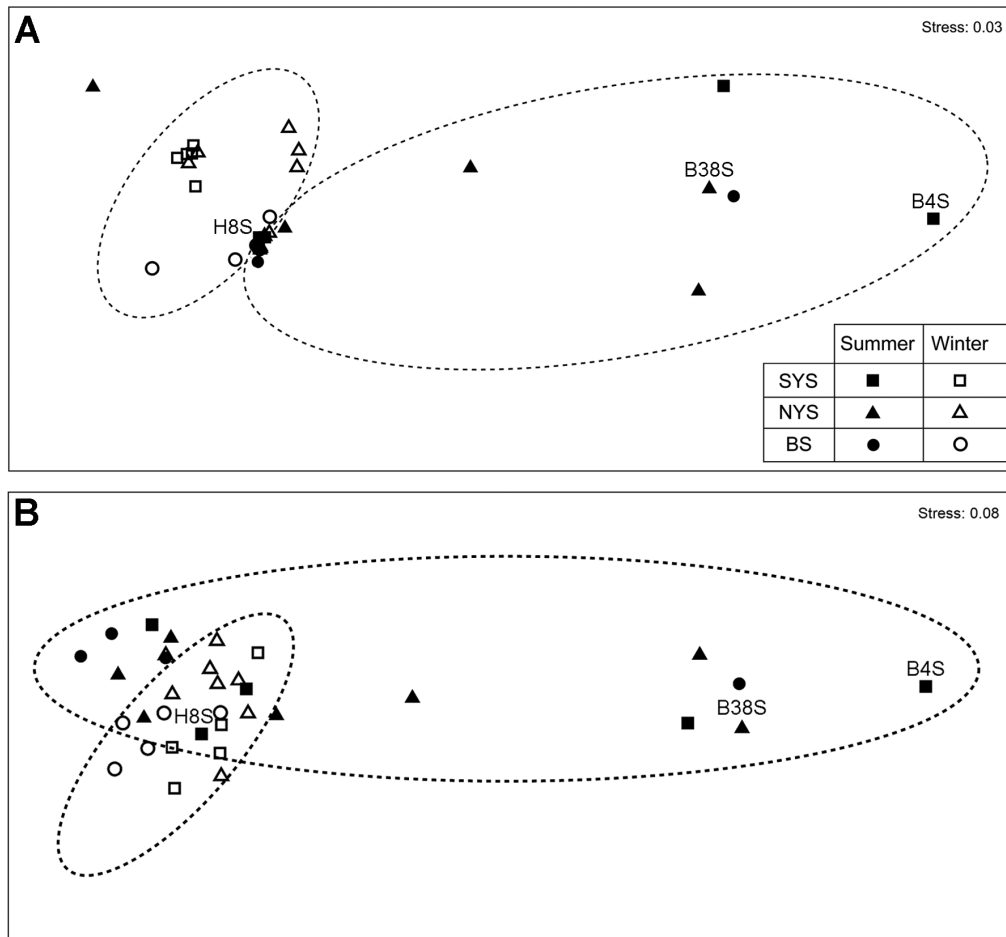 A
Stress: 0.03
B38S
B4S
H8S
Summer Winter
SYS
NYS
BS
B
Stress: 0.08
B4S
B38S
H8S